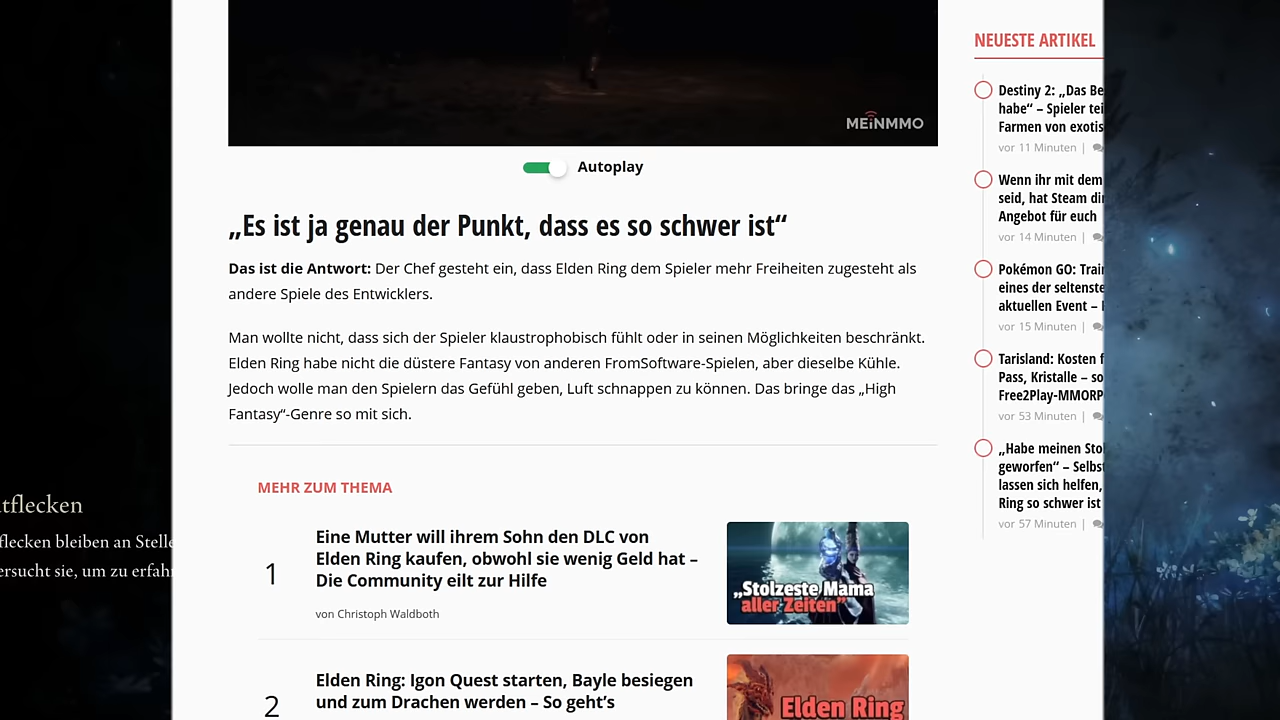 MEiNMMO
Autoplay
„Es ist ja genau der Punkt, dass es so schwer ist“
Das ist die Antwort: Der Chef gesteht ein, dass Elden Ring dem Spieler mehr Freiheiten zugesteht als
andere Spiele des Entwicklers.
Man wollte nicht, dass sich der Spieler klaustrophobisch fühlt oder in seinen Möglichkeiten beschränkt.
Elden Ring habe nicht die düstere Fantasy von anderen FromSoftware-Spielen, aber dieselbe Kühle.
Jedoch wolle man den Spielern das Gefühl geben, Luft schnappen zu können. Das bringe das „High
Fantasy“-Genre so mit sich.
MEHR ZUM THEMA
1
Eine Mutter will ihrem Sohn den DLC von
Elden Ring kaufen, obwohl sie wenig Geld hat –
Die Community eilt zur Hilfe
von Christoph Waldboth
„Stolzeste Mama
aller Zeiten“
2
Elden Ring: Igon Quest starten, Bayle besiegen
und zum Drachen werden – So geht’s
Elden Ring
NEUESTE ARTIKEL
Destiny 2: „Das Be
habe“ – Spieler tei
Farmen von exotis
vor 11 Minuten |
Wenn ihr mit dem
seid, hat Steam di
Angebot für euch
vor 14 Minuten |
Pokémon GO: Train
eines der seltenste
aktuellen Event –
vor 15 Minuten |
Tarisland: Kosten f
Pass, Kristalle – so
Free2Play-MMORP
vor 53 Minuten |
„Habe meinen Stol
geworfen“ – Selbst
lassen sich helfen,
Ring so schwer ist
vor 57 Minuten |
tflecken
flecken bleiben an Stelle
ersucht sie, um zu erfah